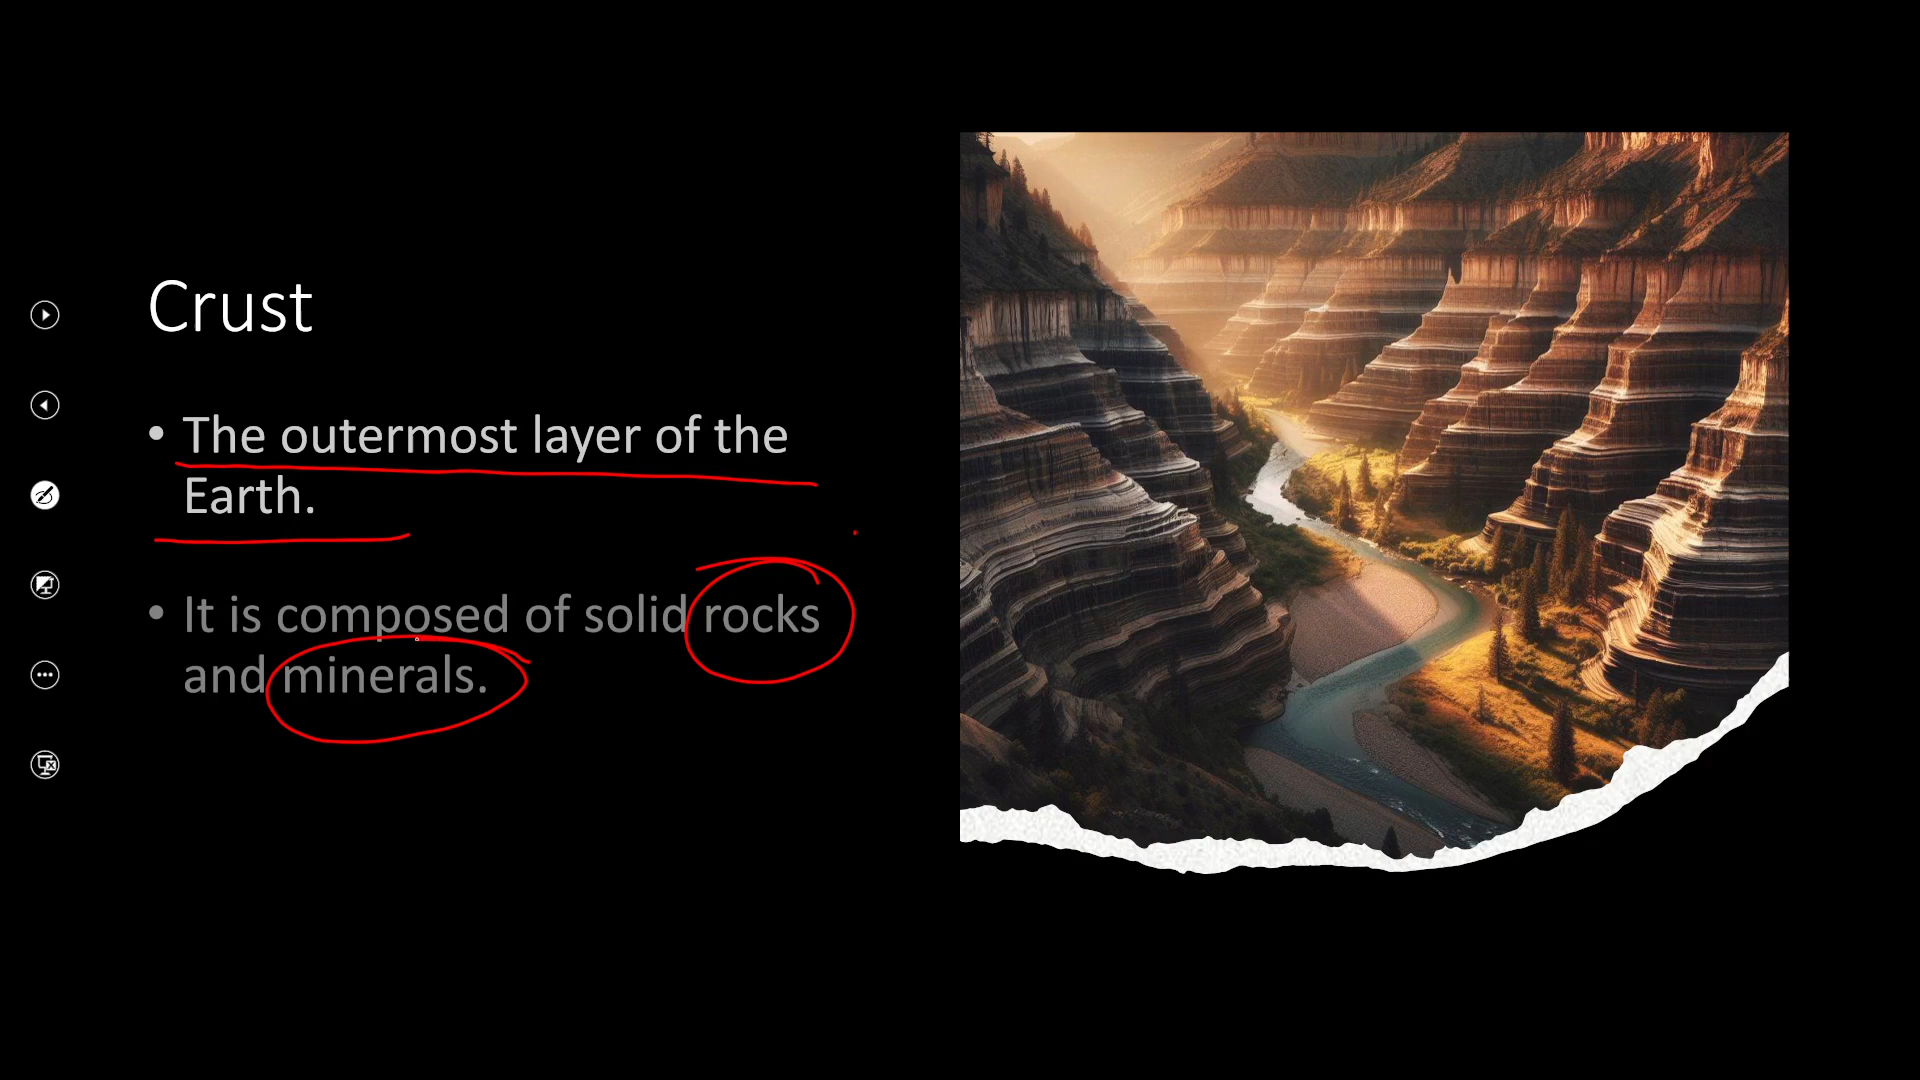 Crust
• The outermost layer of the
Earth.
• It is composed of solid rocks
and minerals.